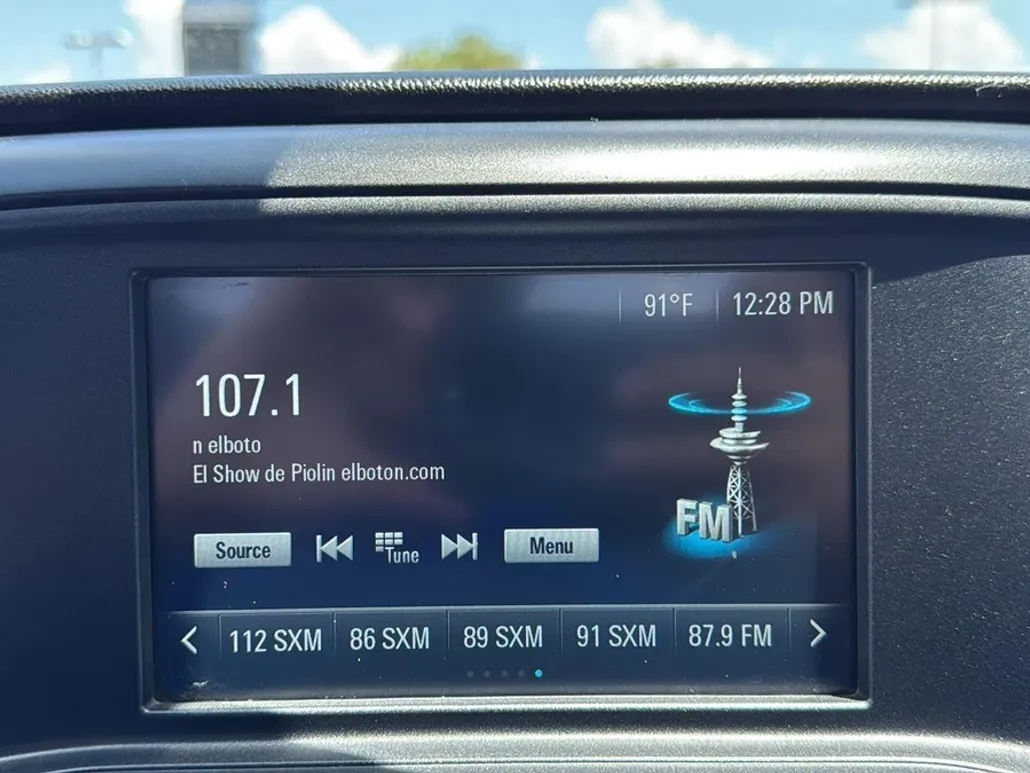 91°F 12:28 PM
107.1
n elboto
El Show de Piolin elboton.com
FM
Source Tune Menu
112 SXM 86 SXM 89 SXM 91 SXM 87.9 FM